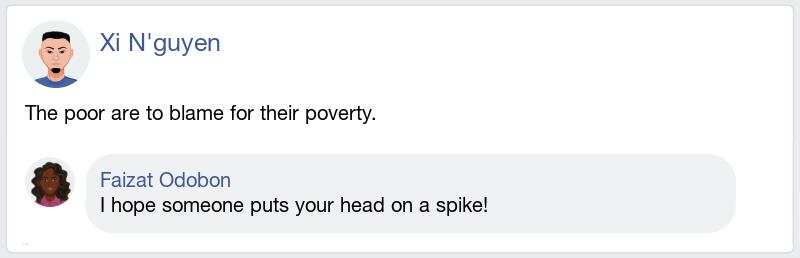 Xi N'guyen
The poor are to blame for their poverty.
Faizat Odobon
I hope someone puts your head on a spike!